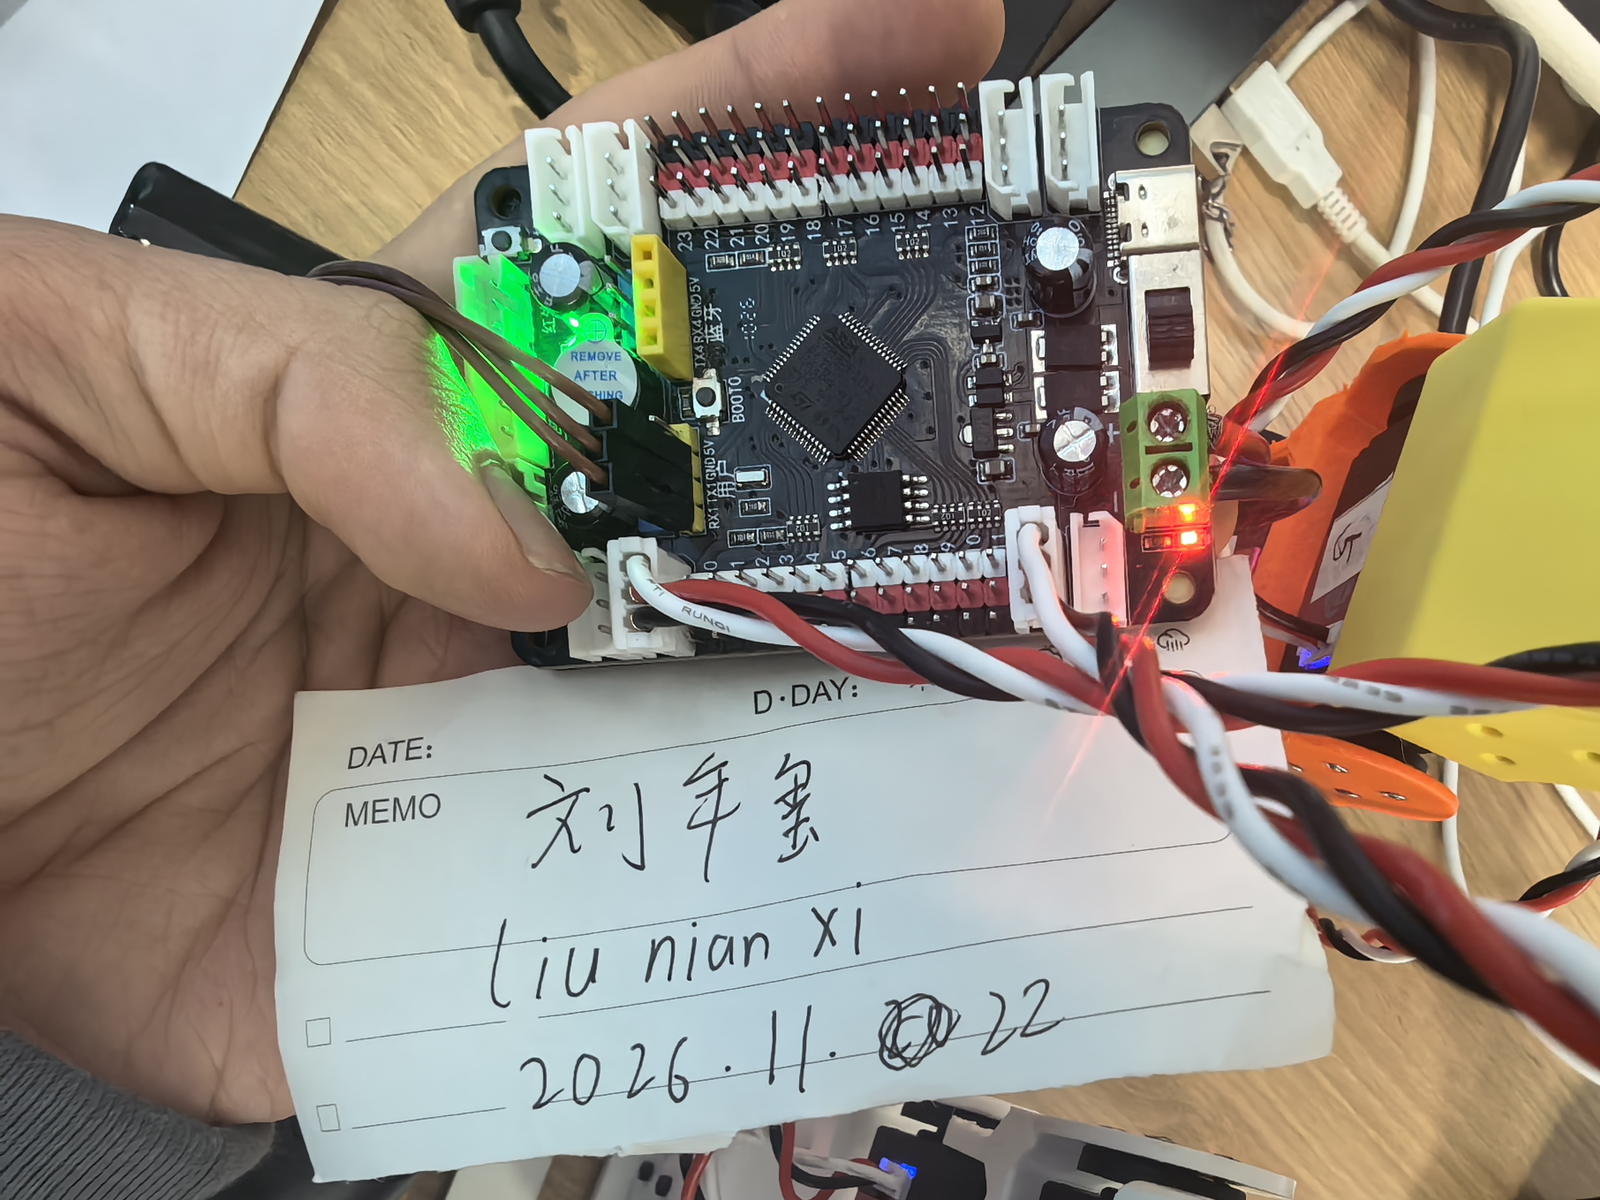 23 22 21 20 19 18 17 16 15 14 13 12
TX4 RX4 GND 5V
蓝牙
REMOVE
AFTER
BOOT0
RX1 TX1 GND 5V
用户
0 1 2 3 4 5 6 7 8 9 10 11
RUNQI
D·DAY:
DATE:
MEMO
刘年
liu nian xi
2026.11. 22